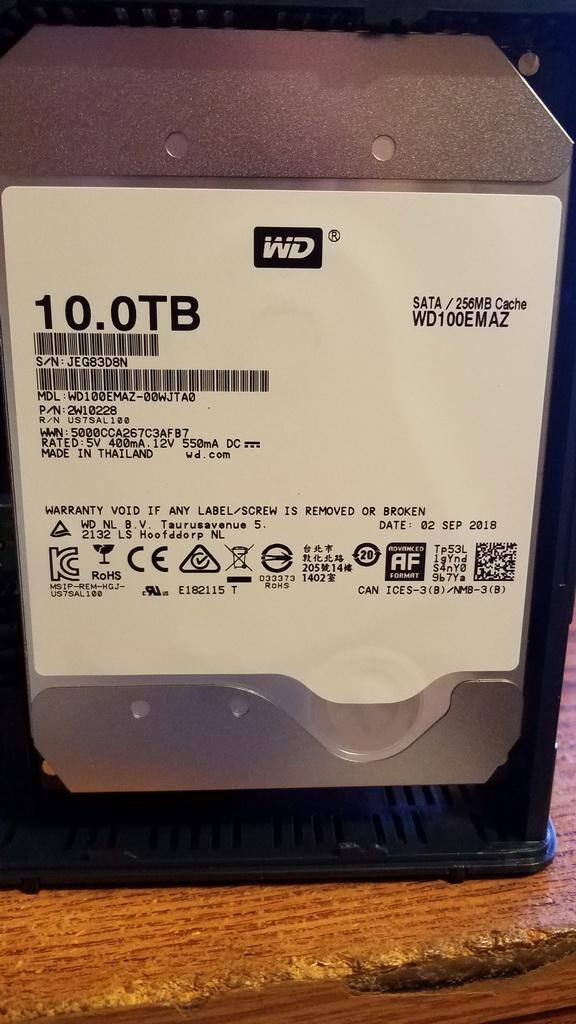 WD®
10.0TB
SATA / 256MB Cache
WD100EMAZ
S/N: JEG83D8N
MDL: WD100EMAZ-00WJTA0
P/N: 2W10228
R/N US7SAL100
WWN: 5000CCA267C3AFB7
RATED: 5V 400mA, 12V 550mA DC
MADE IN THAILAND wd.com
WARRANTY VOID IF ANY LABEL/SCREW IS REMOVED OR BROKEN
WD NL B.V. Taurusavenue 5.
2132 LS Hoofddorp NL
DATE: 02 SEP 2018
RoHS
CE
D33373
RoHS
台北市
敦化北路
205號14樓
1402室
20
ADVANCED
AF
FORMAT
Tp53L
1gYnd
S4nY0
9b7Ya
MSIP-REM-HGJ-
US7SAL100
E182115 T
CAN ICES-3(B)/NMB-3(B)